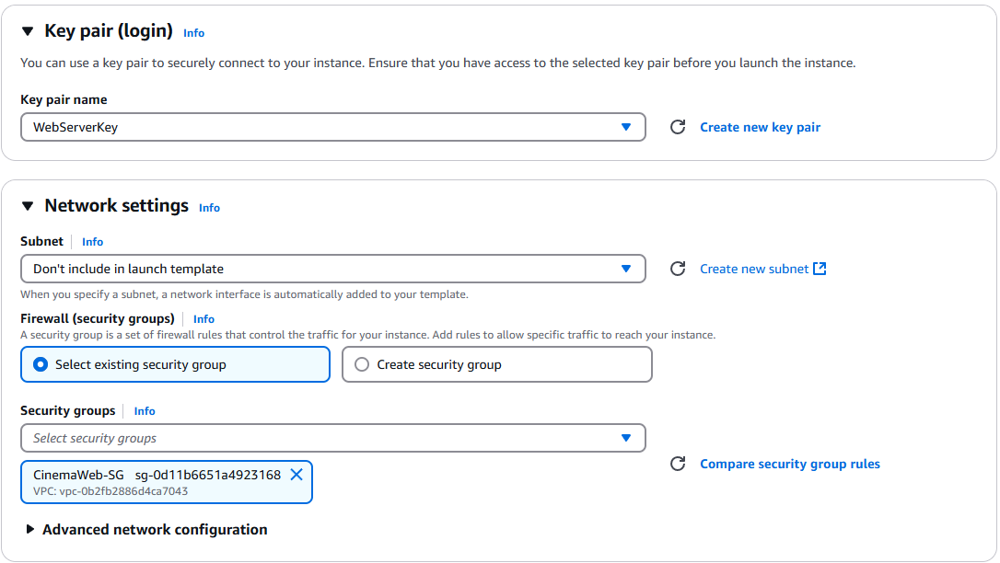 Key pair (login) Info
You can use a key pair to securely connect to your instance. Ensure that you have access to the selected key pair before you launch the instance.
Key pair name
WebServerKey
Create new key pair
Network settings Info
Subnet Info
Don't include in launch template
Create new subnet
When you specify a subnet, a network interface is automatically added to your template.
Firewall (security groups) Info
A security group is a set of firewall rules that control the traffic for your instance. Add rules to allow specific traffic to reach your instance.
Select existing security group
Create security group
Security groups Info
Select security groups
CinemaWeb-SG sg-0d11b6651a4923168
VPC: vpc-0b2fb2886d4ca7043
Compare security group rules
Advanced network configuration